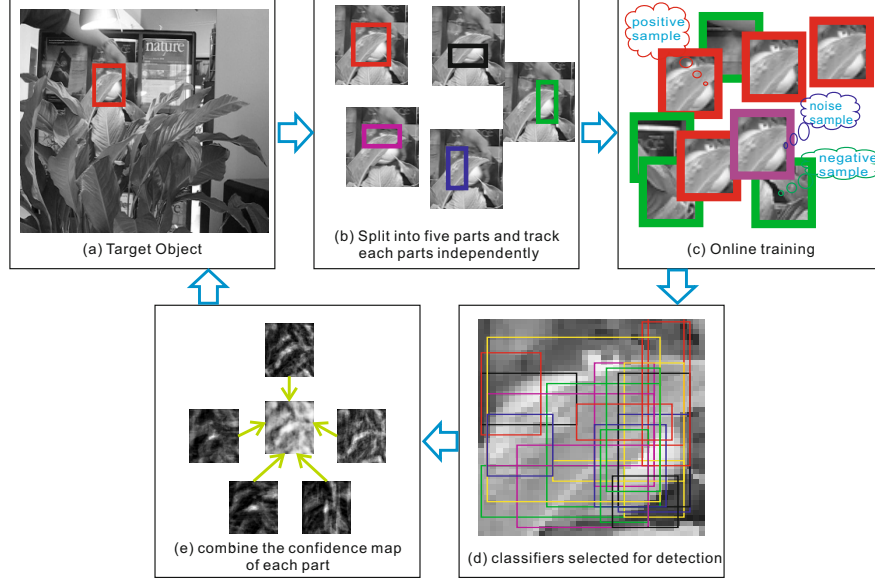 nature
(a) Target Object
(b) Split into five parts and track
each parts independently
positive
sample
noise
sample
negative
sample
(c) Online training
(d) classifiers selected for detection
(e) combine the confidence map
of each part